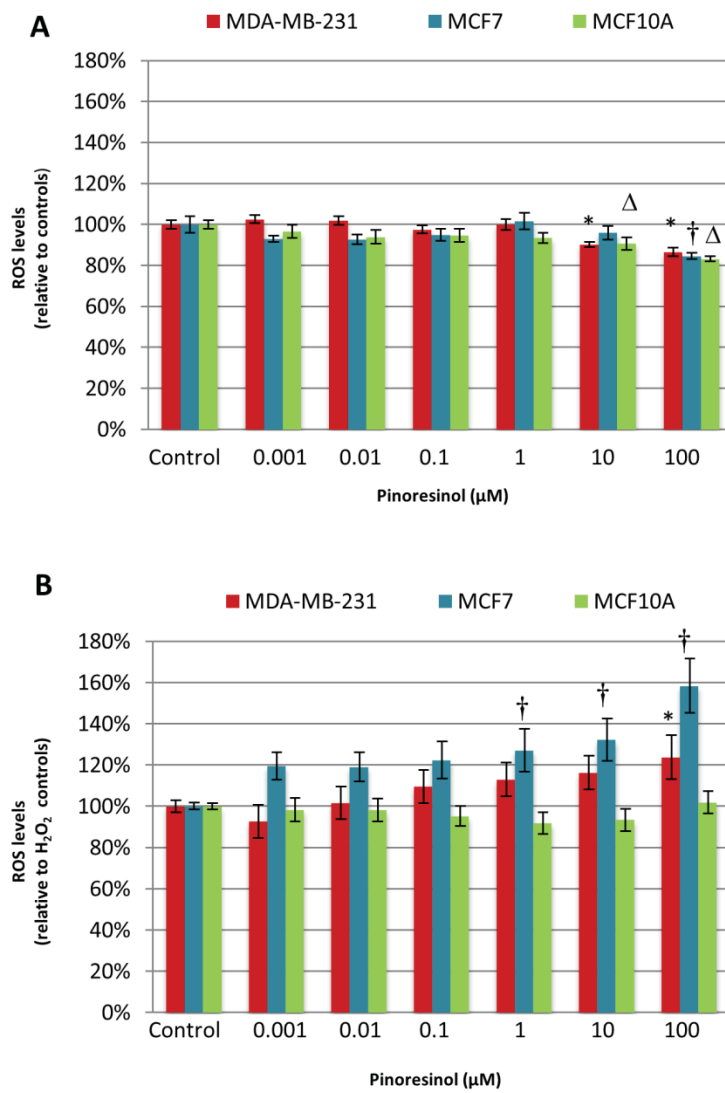 A
MDA-MB-231 MCF7 MCF10A
180%
160%
140%
120%
100%
80%
60%
40%
20%
0%
ROS levels
(relative to controls)
* Δ * † Δ
Control 0.001 0.01 0.1 1 10 100
Pinoresinol (µM)
B
MDA-MB-231 MCF7 MCF10A
180%
160%
140%
120%
100%
80%
60%
40%
20%
0%
ROS levels
(relative to H₂O₂ controls)
† † * †
Control 0.001 0.01 0.1 1 10 100
Pinoresinol (µM)